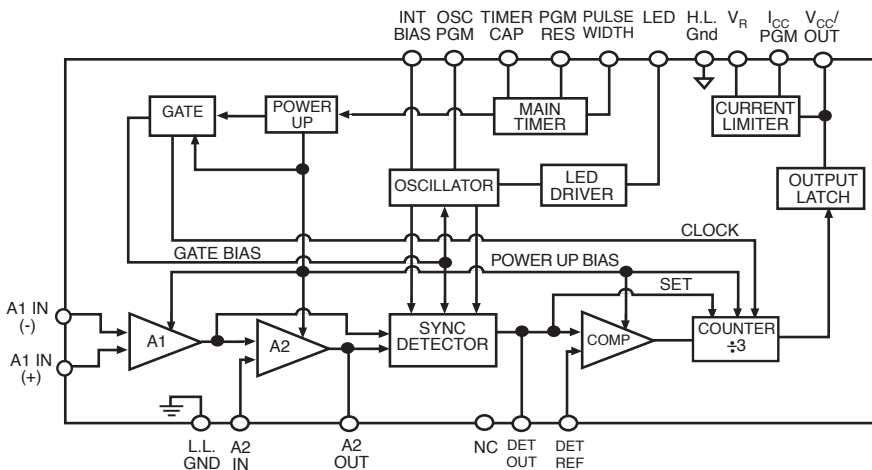 INT BIAS
OSC PGM
TIMER CAP
PGM RES
PULSE WIDTH
LED
H.L. Gnd
VR
ICC PGM
VCC/ OUT
GATE
POWER UP
MAIN TIMER
CURRENT LIMITER
OSCILLATOR
LED DRIVER
OUTPUT LATCH
CLOCK
GATE BIAS
POWER UP BIAS
SET
A1 IN (-)
A1 IN (+)
A1
A2
SYNC DETECTOR
COMP
COUNTER ÷3
L.L. GND
A2 IN
A2 OUT
NC
DET OUT
DET REF